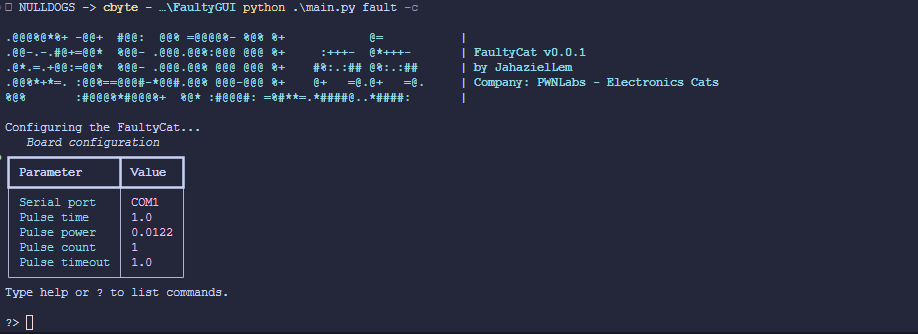 NULLDOGS -> cbyte - …\FaultyGUI python .\main.py fault -c
.@@@%@*%+ -@@+  #@@:  @@% =@@@@%- %@% %+              @=             |
.@@-.-.#@+=@@*  %@@- .@@@.@@%:@@@ @@@ %+      :+++-  @*+++-      | FaultyCat v0.0.1
.@*.=.+@@:=@@*  %@@- .@@@.@@% @@@ @@@ %+     #%:.:## @%:.:##     | by JahazielLem
.@@%*+*=. :@@%==@@@#-*@@#.@@% @@@-@@@ %+     @+   =@.@+   =@.    | Company: PWNLabs - Electronics Cats
%@%       :#@@@%*#@@@%+  %@* :#@@@#: =%#**=.*####@..*####:      |
Configuring the FaultyCat...
Board configuration
Parameter Value
Serial port COM1
Pulse time 1.0
Pulse power 0.0122
Pulse count 1
Pulse timeout 1.0
Type help or ? to list commands.
?>